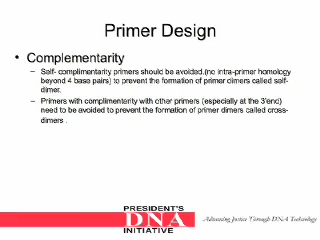 Primer Design
• Complementarity
– Self- complimentarity primers should be avoided.(no intra-primer homology
beyond 4 base pairs) to prevent the formation of primer dimers called self-
dimer.
– Primers with complimentarity with other primers (especially at the 3'end)
need to be avoided to prevent the formation of primer dimers called cross-
dimers .
PRESIDENT'S
DNA
INITIATIVE
Advancing Justice Through DNA Technology